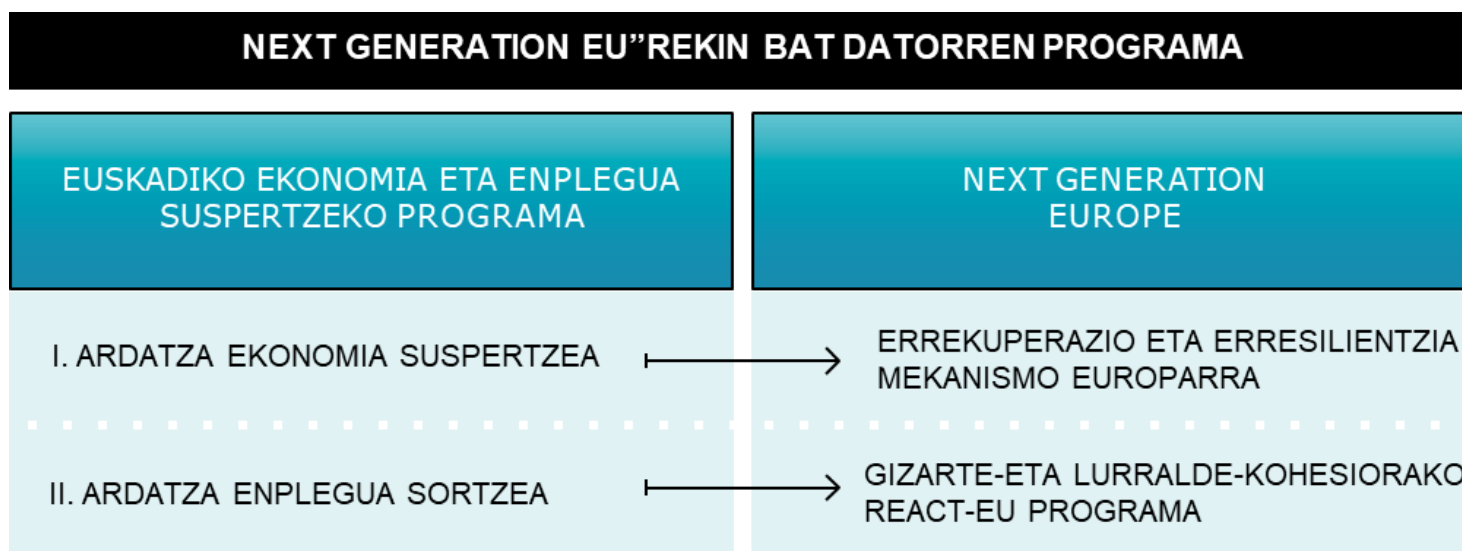 NEXT GENERATION EU”REKIN BAT DATORREN PROGRAMA
EUSKADIKO EKONOMIA ETA ENPLEGUA
SUSPERTZEKO PROGRAMA
NEXT GENERATION
EUROPE
I. ARDATZA EKONOMIA SUSPERTZEA
ERREKUPERAZIO ETA ERRESILIENTZIA
MEKANISMO EUROPARRA
II. ARDATZA ENPLEGUA SORTZEA
GIZARTE-ETA LURRALDE-KOHESIORAKO
REACT-EU PROGRAMA